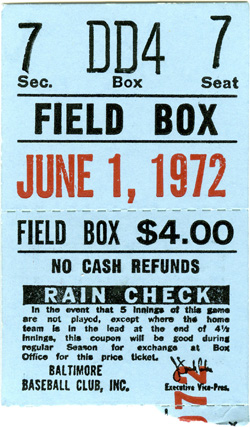 7 DD4 7
Sec. Box Seat
FIELD BOX
JUNE 1, 1972
FIELD BOX $4.00
NO CASH REFUNDS
RAIN CHECK
In the event that 5 innings of this game
are not played, except where the home
team is in the lead at the end of 4½
innings, this coupon will be good during
regular Season for exchange at Box
Office for this price ticket.
BALTIMORE
BASEBALL CLUB, INC.
Executive Vice-Pres.